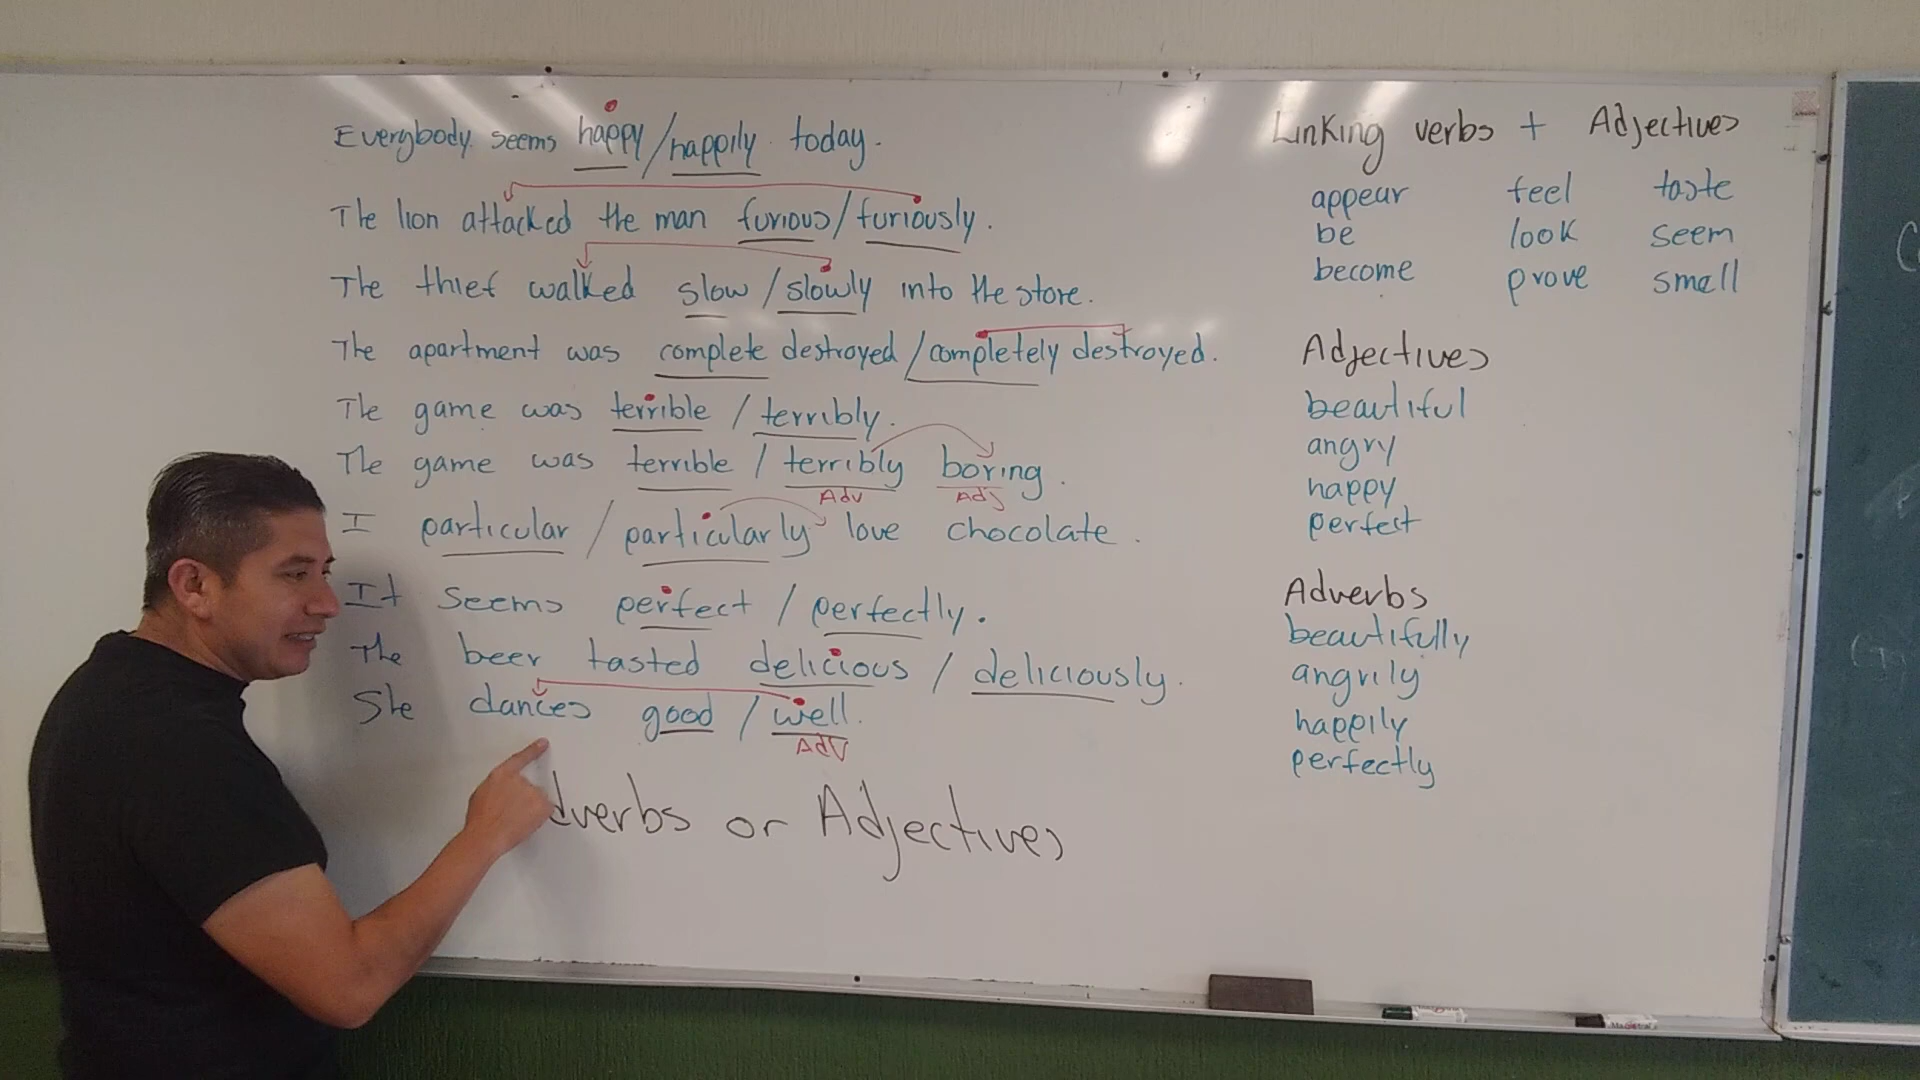 Everybody seems happy/happily today.
The lion attacked the man furious/furiously.
The thief walked slow/slowly into the store.
The apartment was complete destroyed/completely destroyed.
The game was terrible / terribly.
The game was terrible / terribly boring.
Adv Adj
I particular / particularly love chocolate.
It seems perfect / perfectly.
The beer tasted delicious / deliciously.
She dances good / well.
Adv
or Adjectives
Linking verbs + Adjectives
appear feel taste
be look seem
become prove smell
Adjectives
beautiful
angry
happy
perfect
Adverbs
beautifully
angrily
happily
perfectly